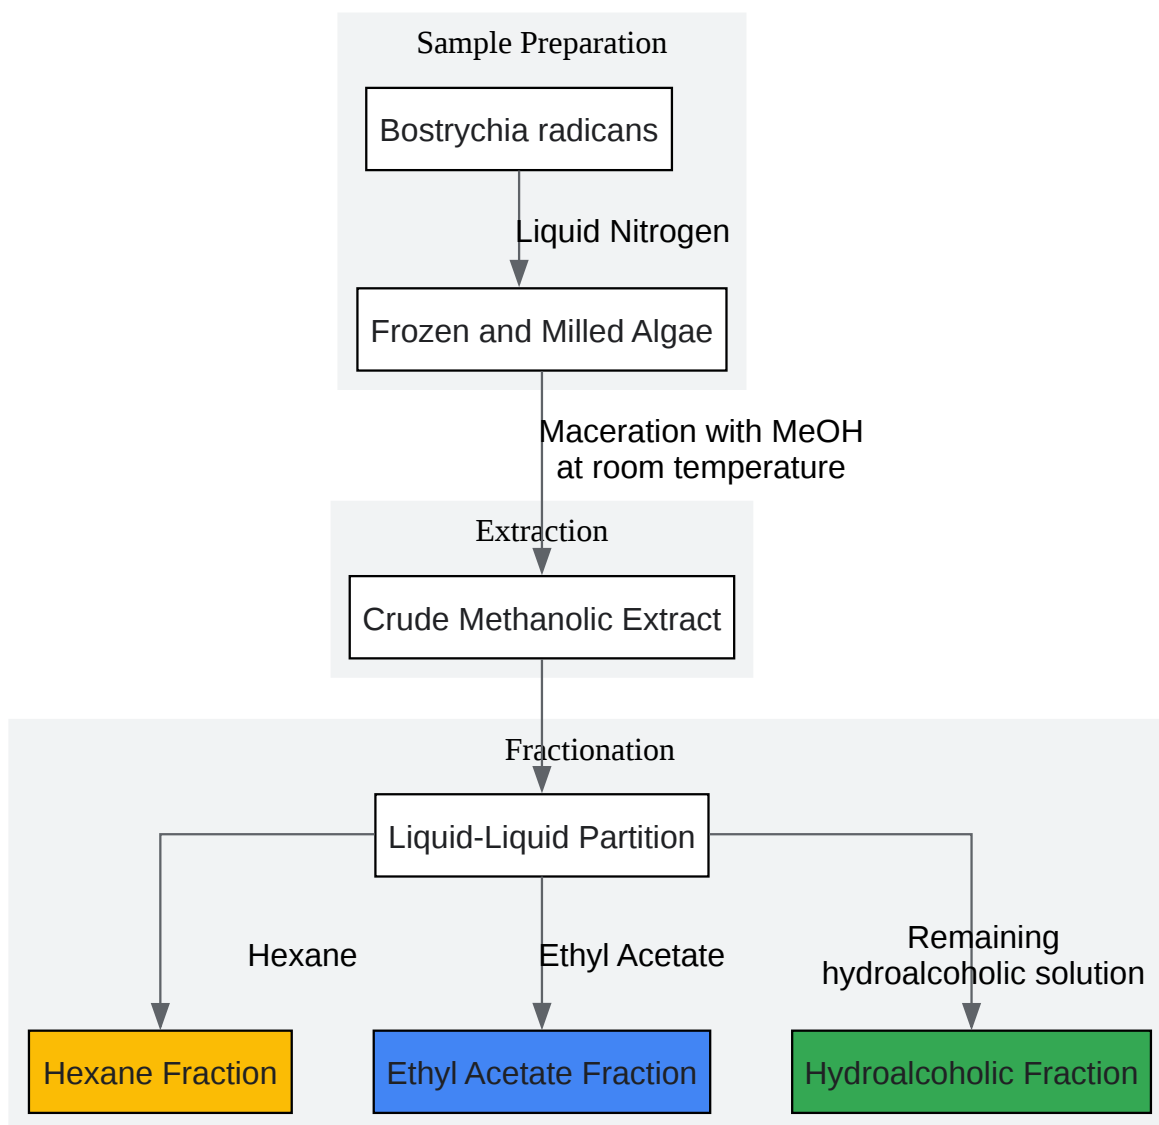 Sample Preparation
Bostrychia radicans
Liquid Nitrogen
Frozen and Milled Algae
Maceration with MeOH
at room temperature
Extraction
Crude Methanolic Extract
Fractionation
Liquid-Liquid Partition
Hexane
Ethyl Acetate
Remaining
hydroalcoholic solution
Hexane Fraction
Ethyl Acetate Fraction
Hydroalcoholic Fraction